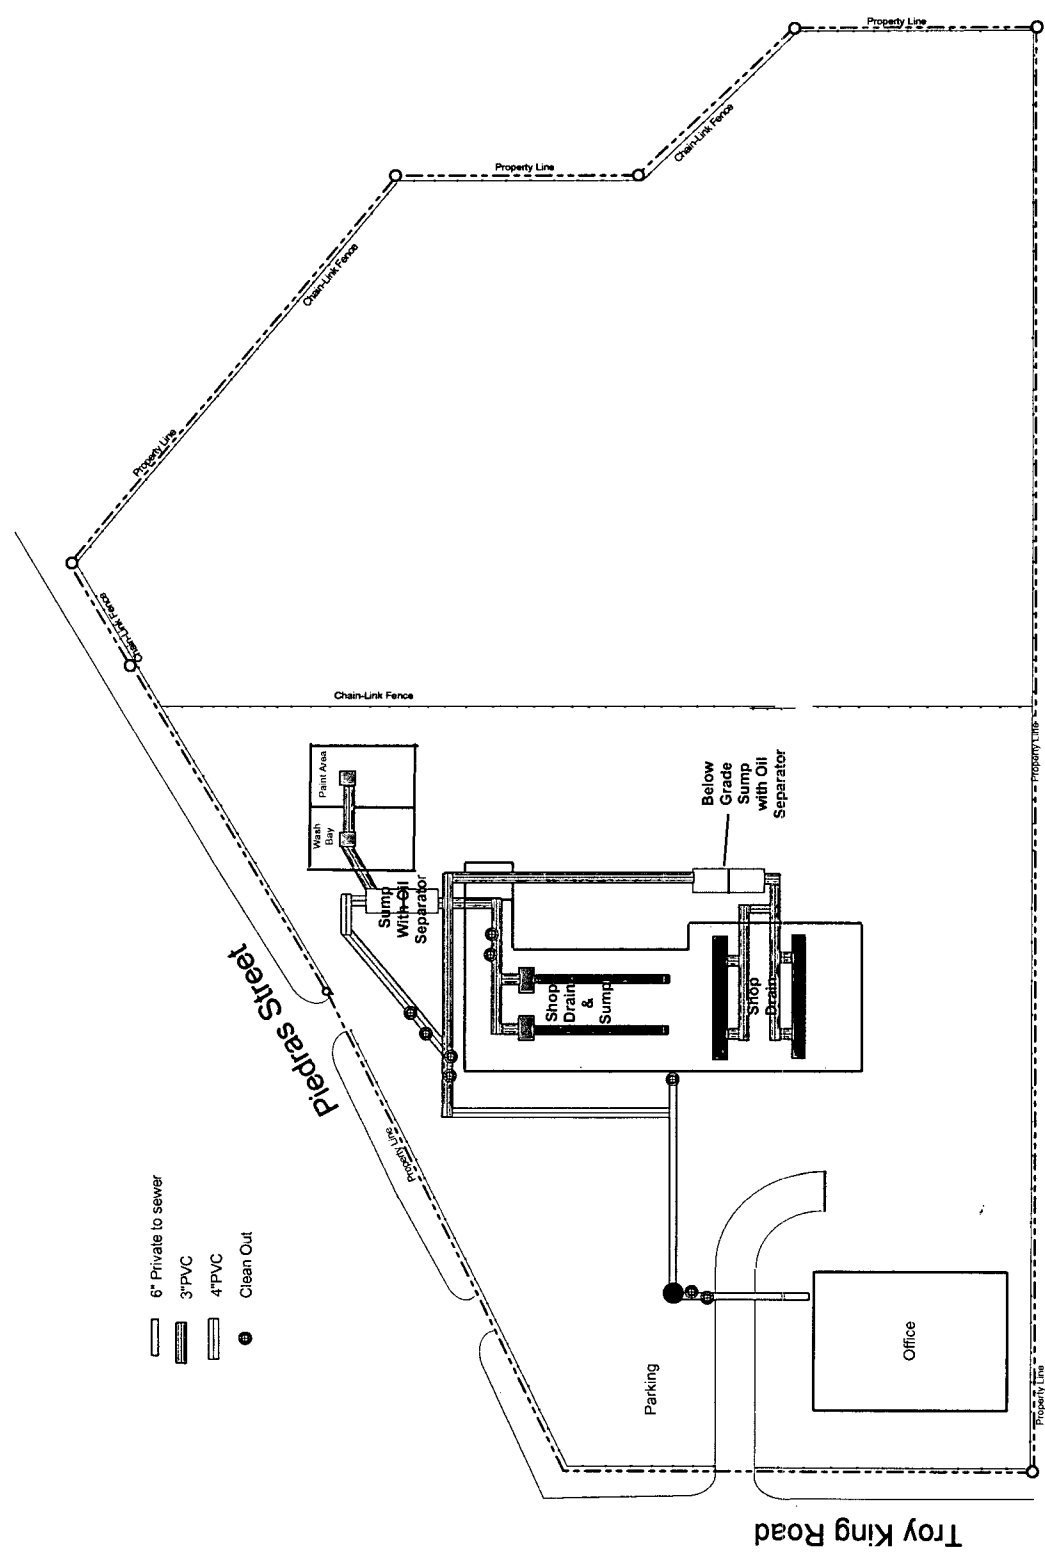 Property Line
Chain-Link Fence
Property Line
Chain-Link Fence
Property Line
Chain-Link Fence
Chain-Link Fence
Property Line
Paint Area
Wash
Bay
Sump
With Oil
Separator
Below
Grade
Sump
with Oil
Separator
Shop
Drain
&
Sump
Shop
Drain
Piedras Street
Property Line
6" Private to sewer
3"PVC
4"PVC
Clean Out
Parking
Office
Property Line
Troy King Road